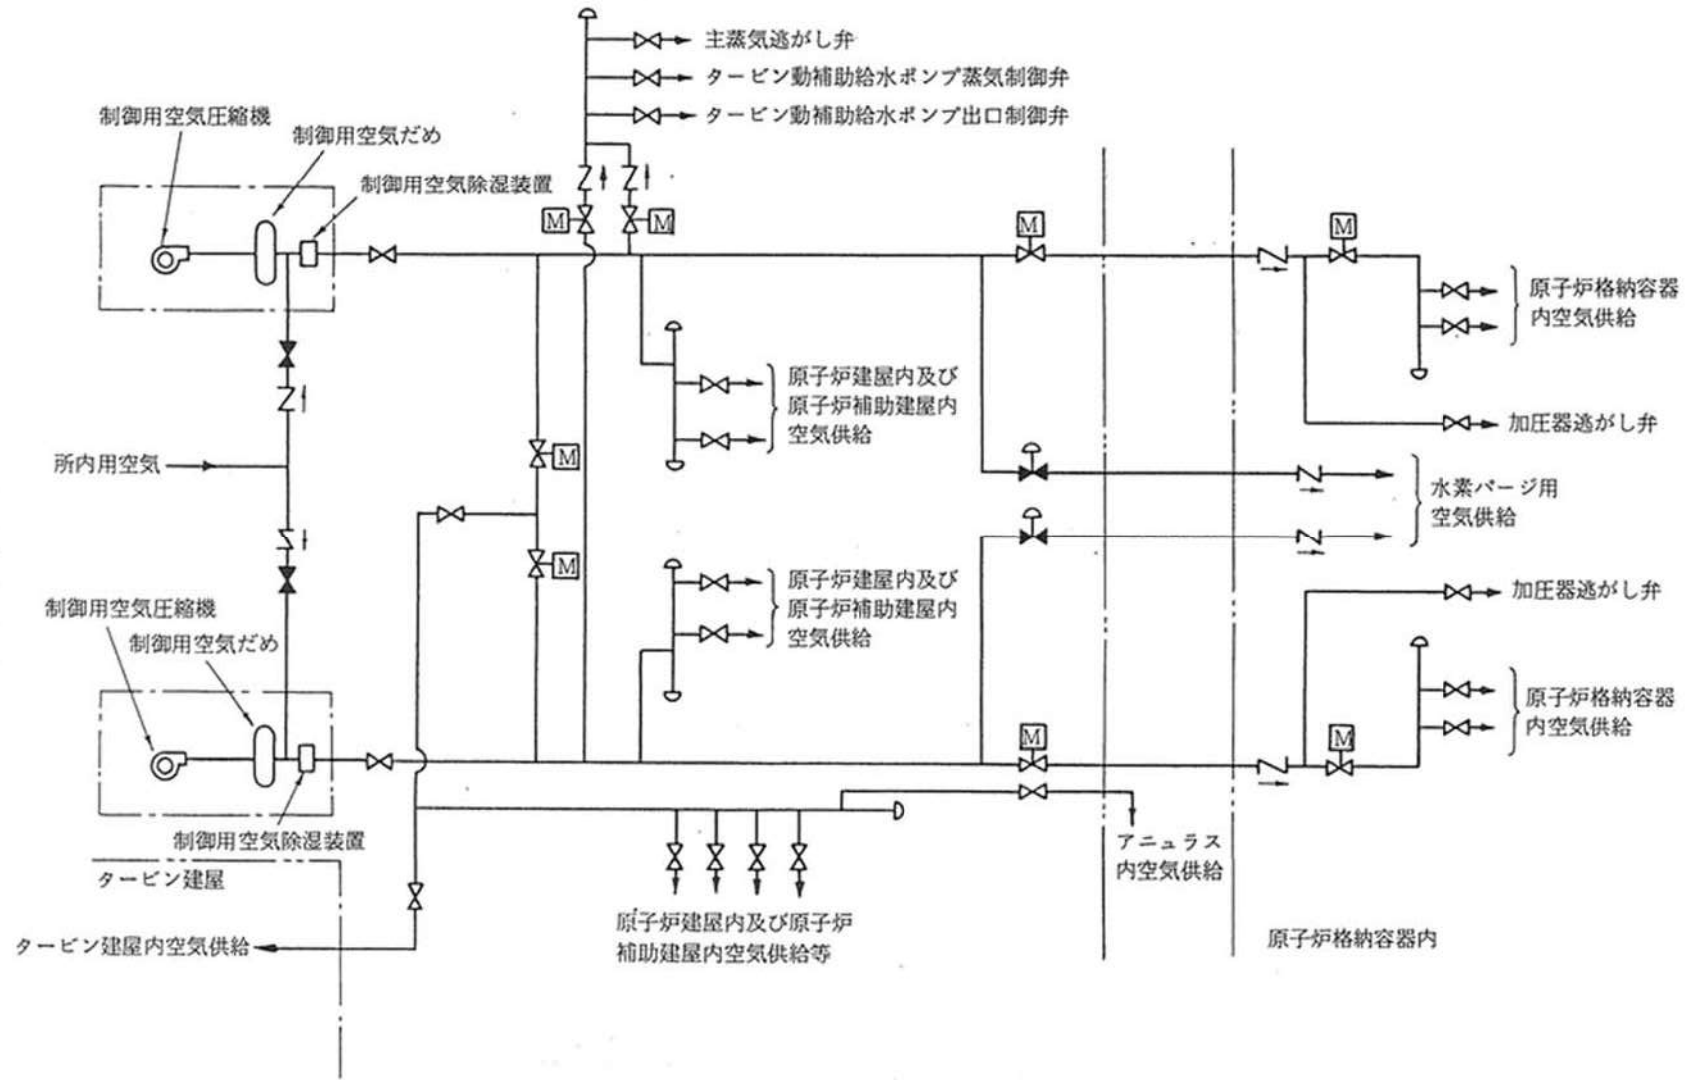 主蒸気逃がし弁
タービン動補助給水ポンプ蒸気制御弁
タービン動補助給水ポンプ出口制御弁
制御用空気圧縮機
制御用空気だめ
制御用空気除湿装置
M
M
M
M
原子炉格納容器
内空気供給
原子炉建屋内及び
原子炉補助建屋内
空気供給
加圧器逃がし弁
所内用空気
M
水素パージ用
空気供給
M
原子炉建屋内及び
原子炉補助建屋内
空気供給
加圧器逃がし弁
制御用空気圧縮機
制御用空気だめ
原子炉格納容器
内空気供給
M
M
制御用空気除湿装置
アニュラス
内空気供給
タービン建屋
原子炉建屋内及び原子炉
補助建屋内空気供給等
タービン建屋内空気供給
原子炉格納容器内